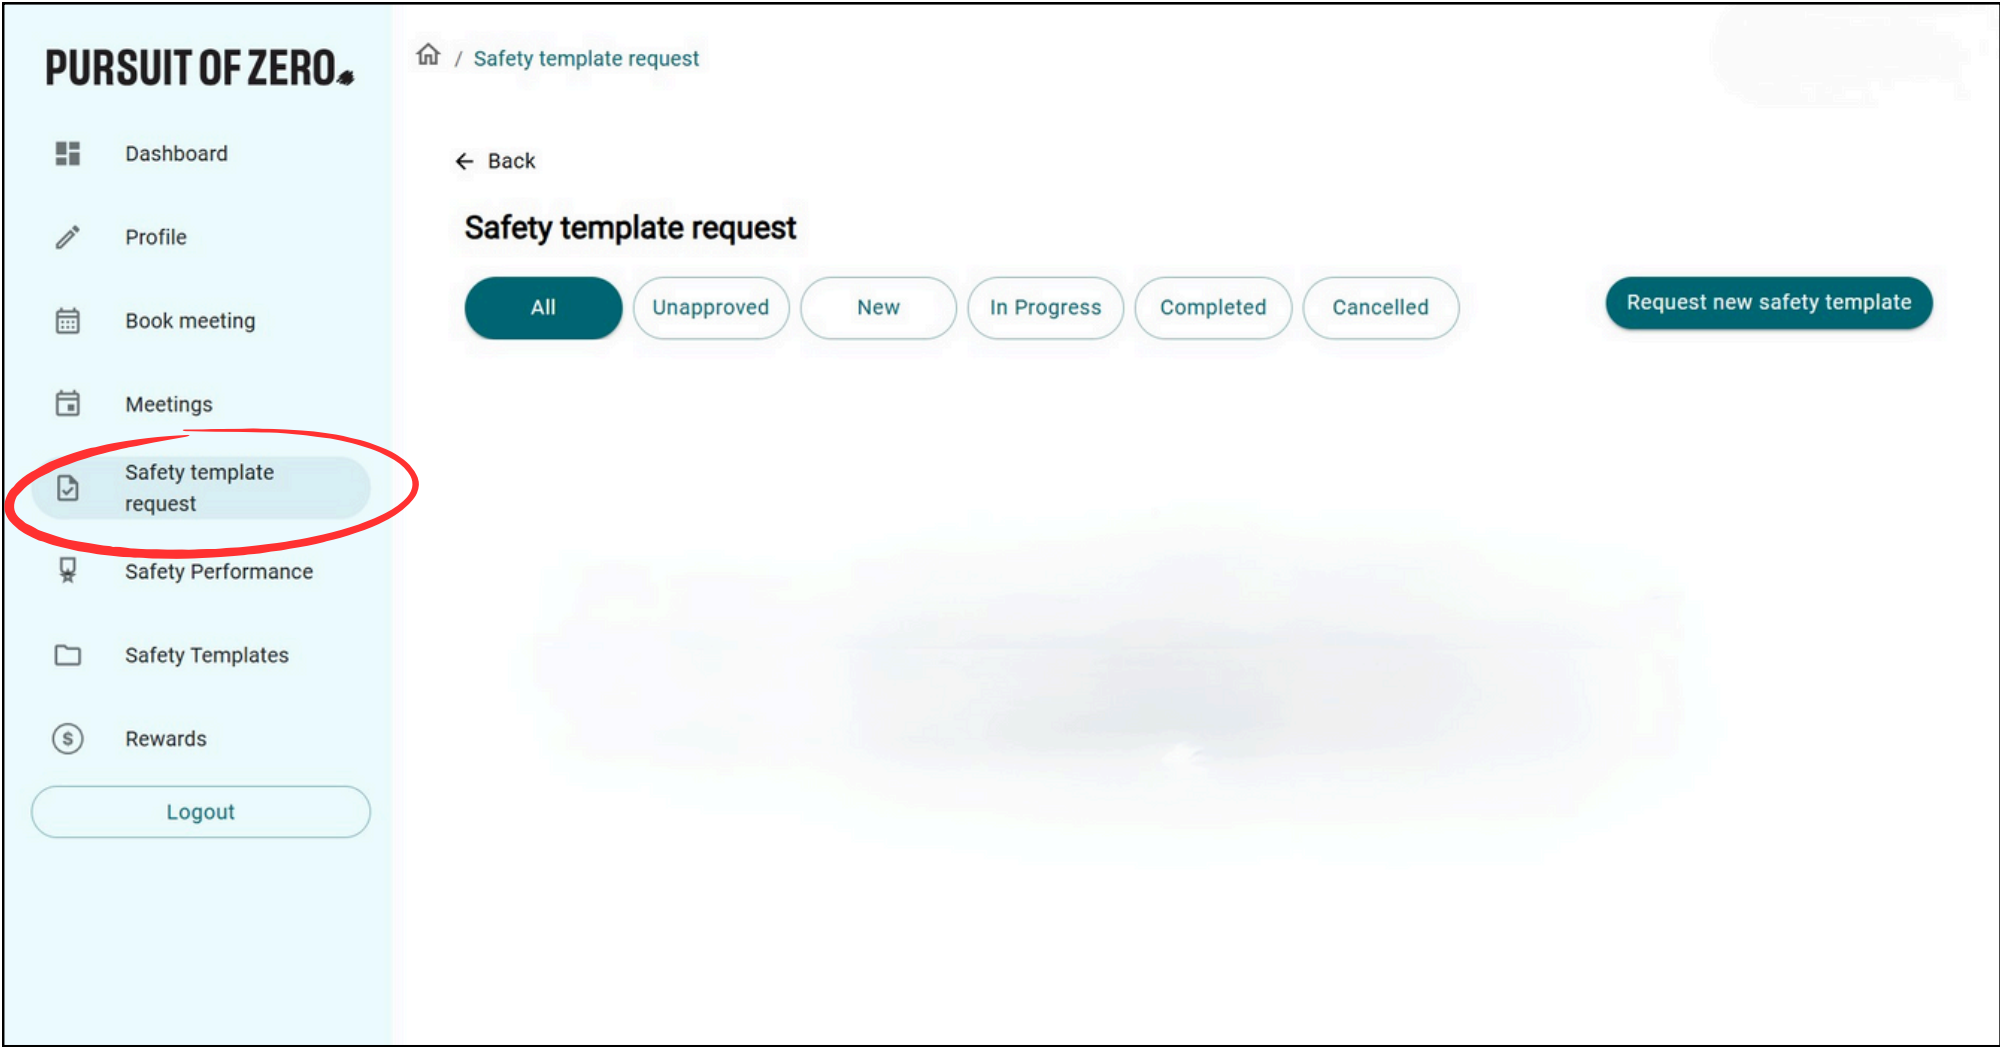 PURSUIT OF ZERO
Dashboard
Profile
Book meeting
Meetings
Safety template
request
Safety Performance
Safety Templates
$
Rewards
Logout
/ Safety template request
← Back
Safety template request
All
Unapproved
New
In Progress
Completed
Cancelled
Request new safety template